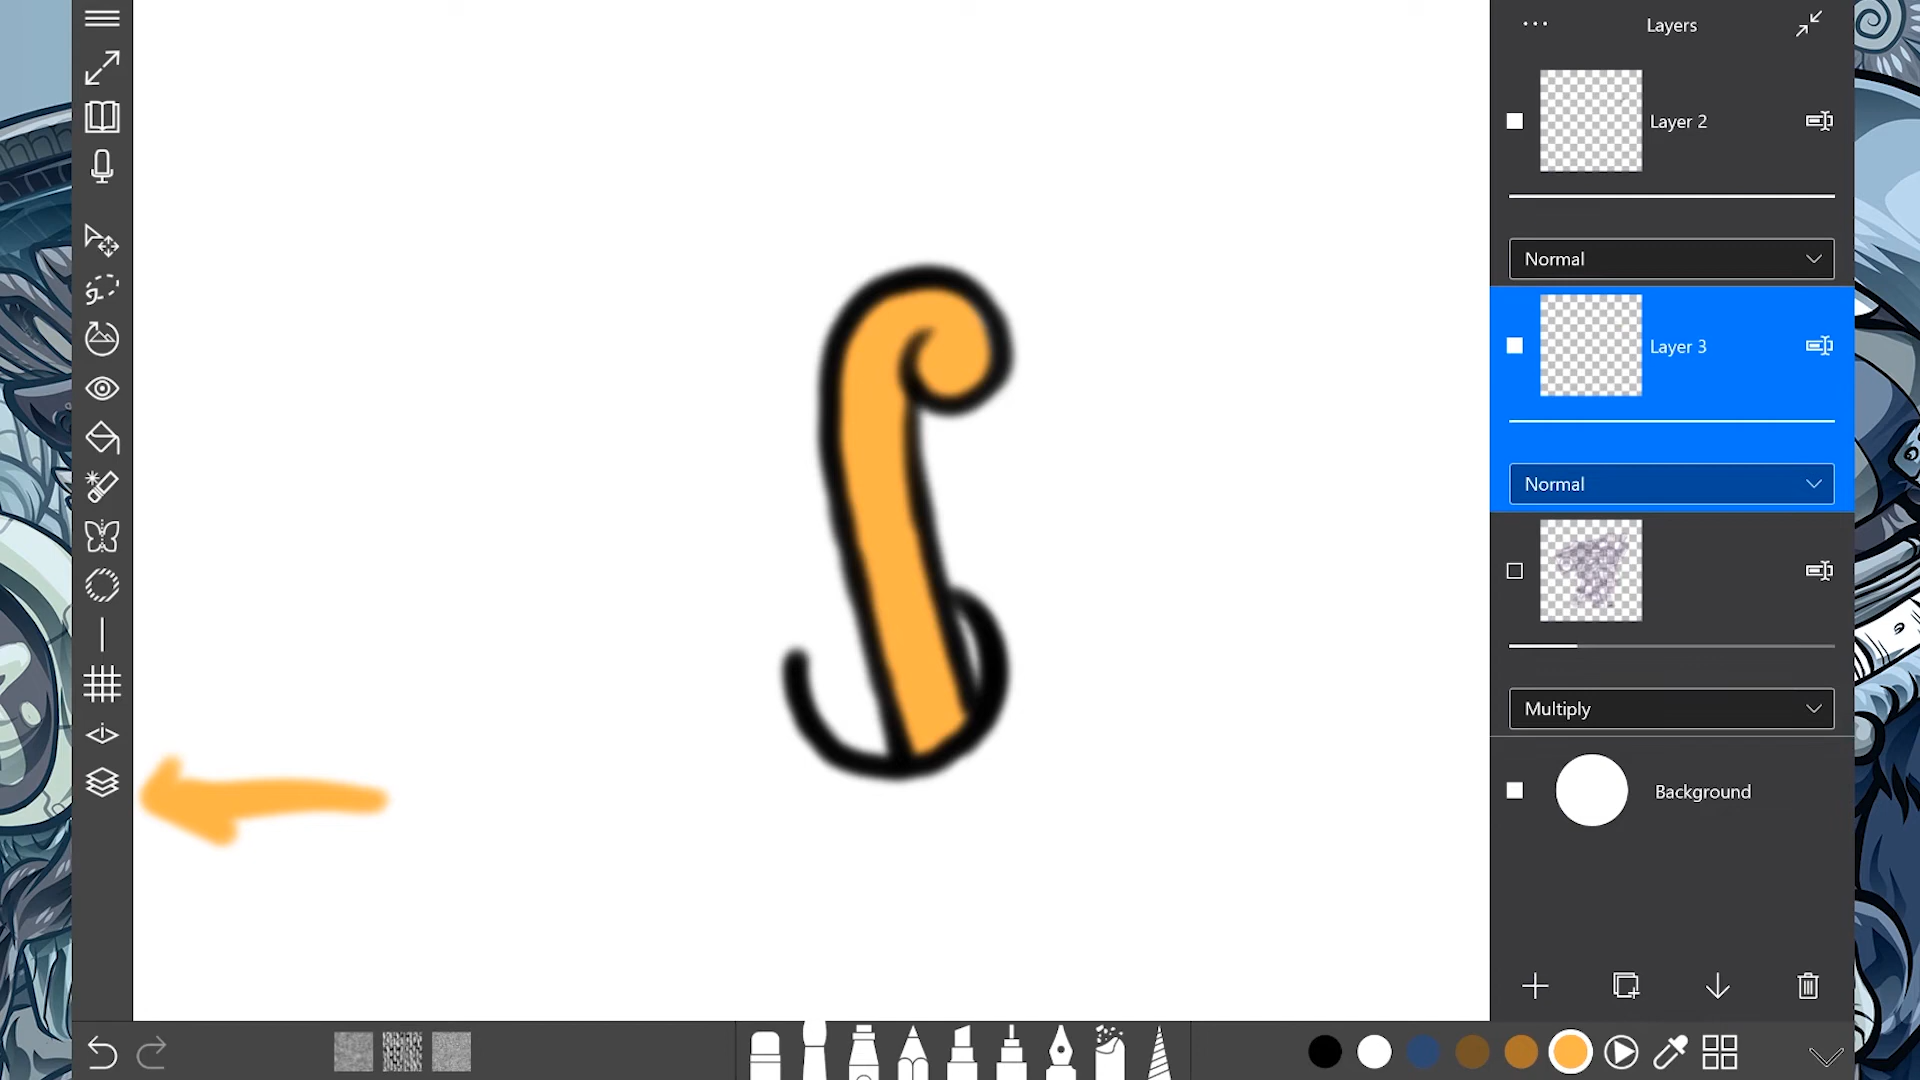 Layers
Layer 2
Normal
Layer 3
Normal
Multiply
Background